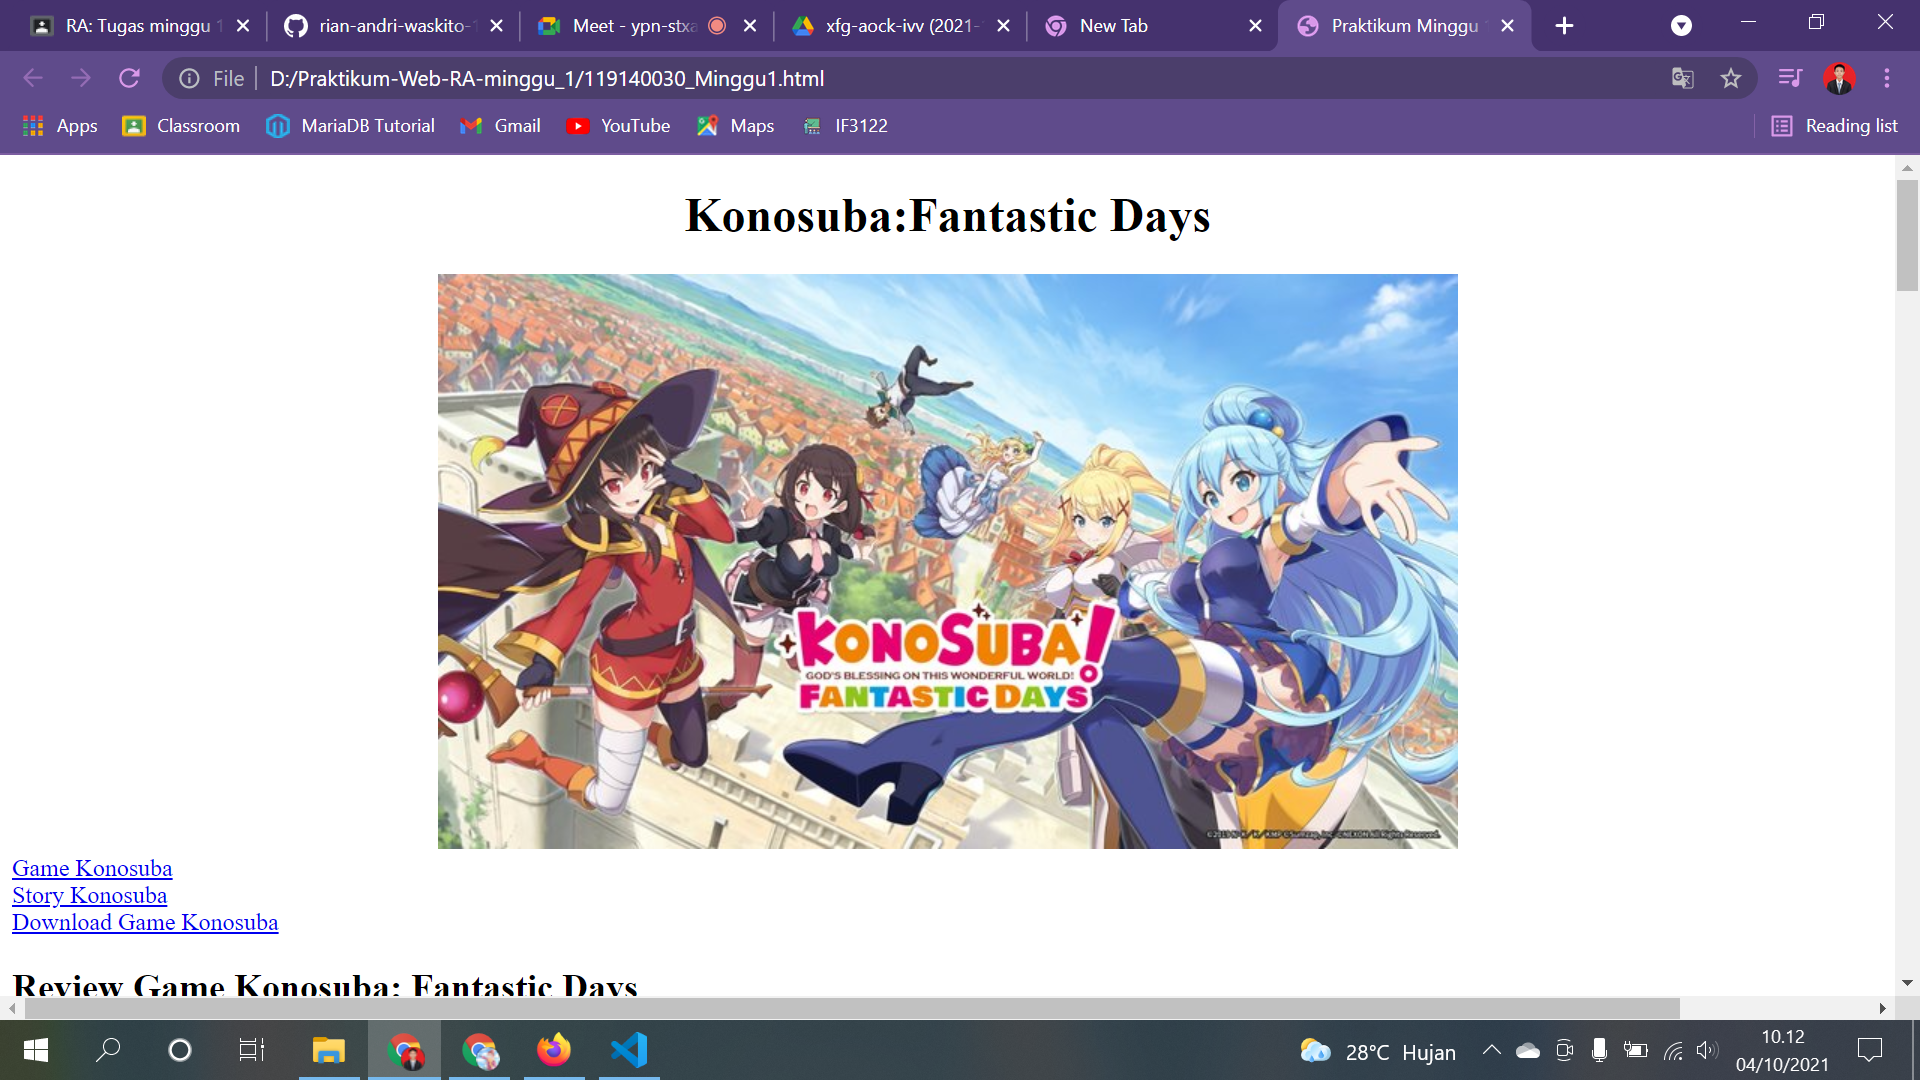 RA: Tugas minggu 1
rian-andri-waskito-1
Meet - ypn-stxa
xfg-aock-ivv (2021-
New Tab
Praktikum Minggu 1
File
D:/Praktikum-Web-RA-minggu_1/119140030_Minggu1.html
Apps
Classroom
MariaDB Tutorial
Gmail
YouTube
Maps
IF3122
Reading list
Konosuba:Fantastic Days
KONOSUBA!
GOD'S BLESSING ON THIS WONDERFUL WORLD!
FANTASTIC DAYS
Game Konosuba
Story Konosuba
Download Game Konosuba
Review Game Konosuba: Fantastic Days
28°C Hujan
10.12
04/10/2021